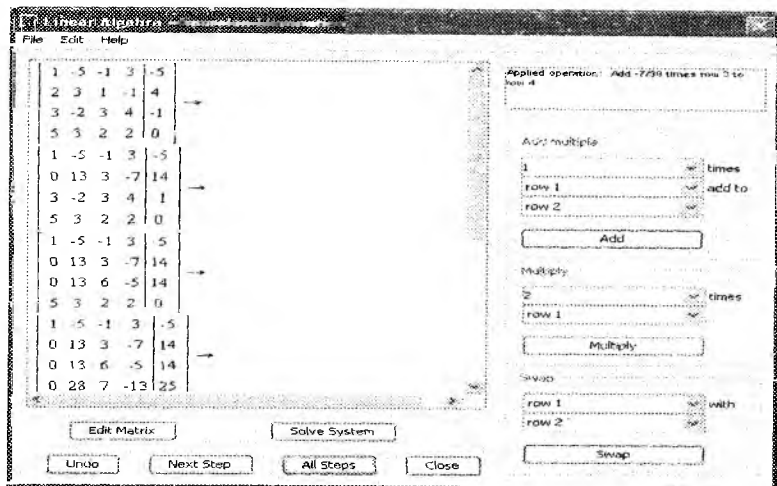 Linear Algebra
File Edit Help
1 -5 -1 3 -5
2 3 1 -1 4
3 -2 3 4 -1
5 3 2 2 0
1 -5 -1 3 -5
0 13 3 -7 14
3 -2 3 4 1
5 3 2 2 0
1 -5 -1 3 5
0 13 3 -7 14
0 13 6 -5 14
5 3 2 2 0
1 -5 -1 3 -5
0 13 3 -7 14
0 13 6 -5 14
0 28 7 -13 25
Edit Matrix Solve System
Undo Next Step All Steps Close
Applied operation: Add -7/39 times row 3 to
row 4
Add multiple
1 times
row 1 add to
row 2
Add
Multiply
2 times
row 1
Multiply
Swap
row 1 with
row 2
Swap